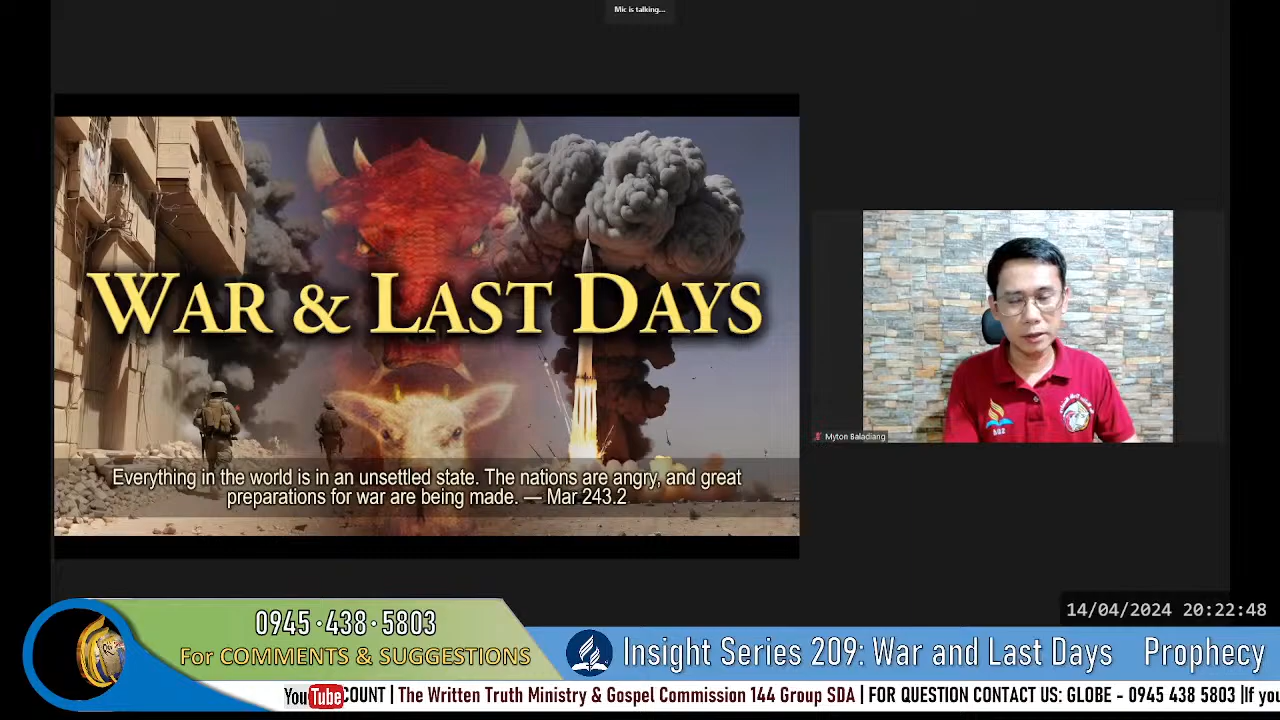 Mic is talking...
WAR & LAST DAYS
Everything in the world is in an unsettled state. The nations are angry, and great
preparations for war are being made. — Mar 243.2
Myton Baladiang
14/04/2024 20:22:48
0945·438·5803
For COMMENTS & SUGGESTIONS
Insight Series 209: War and Last Days Prophecy
YouTube COUNT | The Written Truth Ministry & Gospel Commission 144 Group SDA | FOR QUESTION CONTACT US: GLOBE - 0945 438 5803 |If you